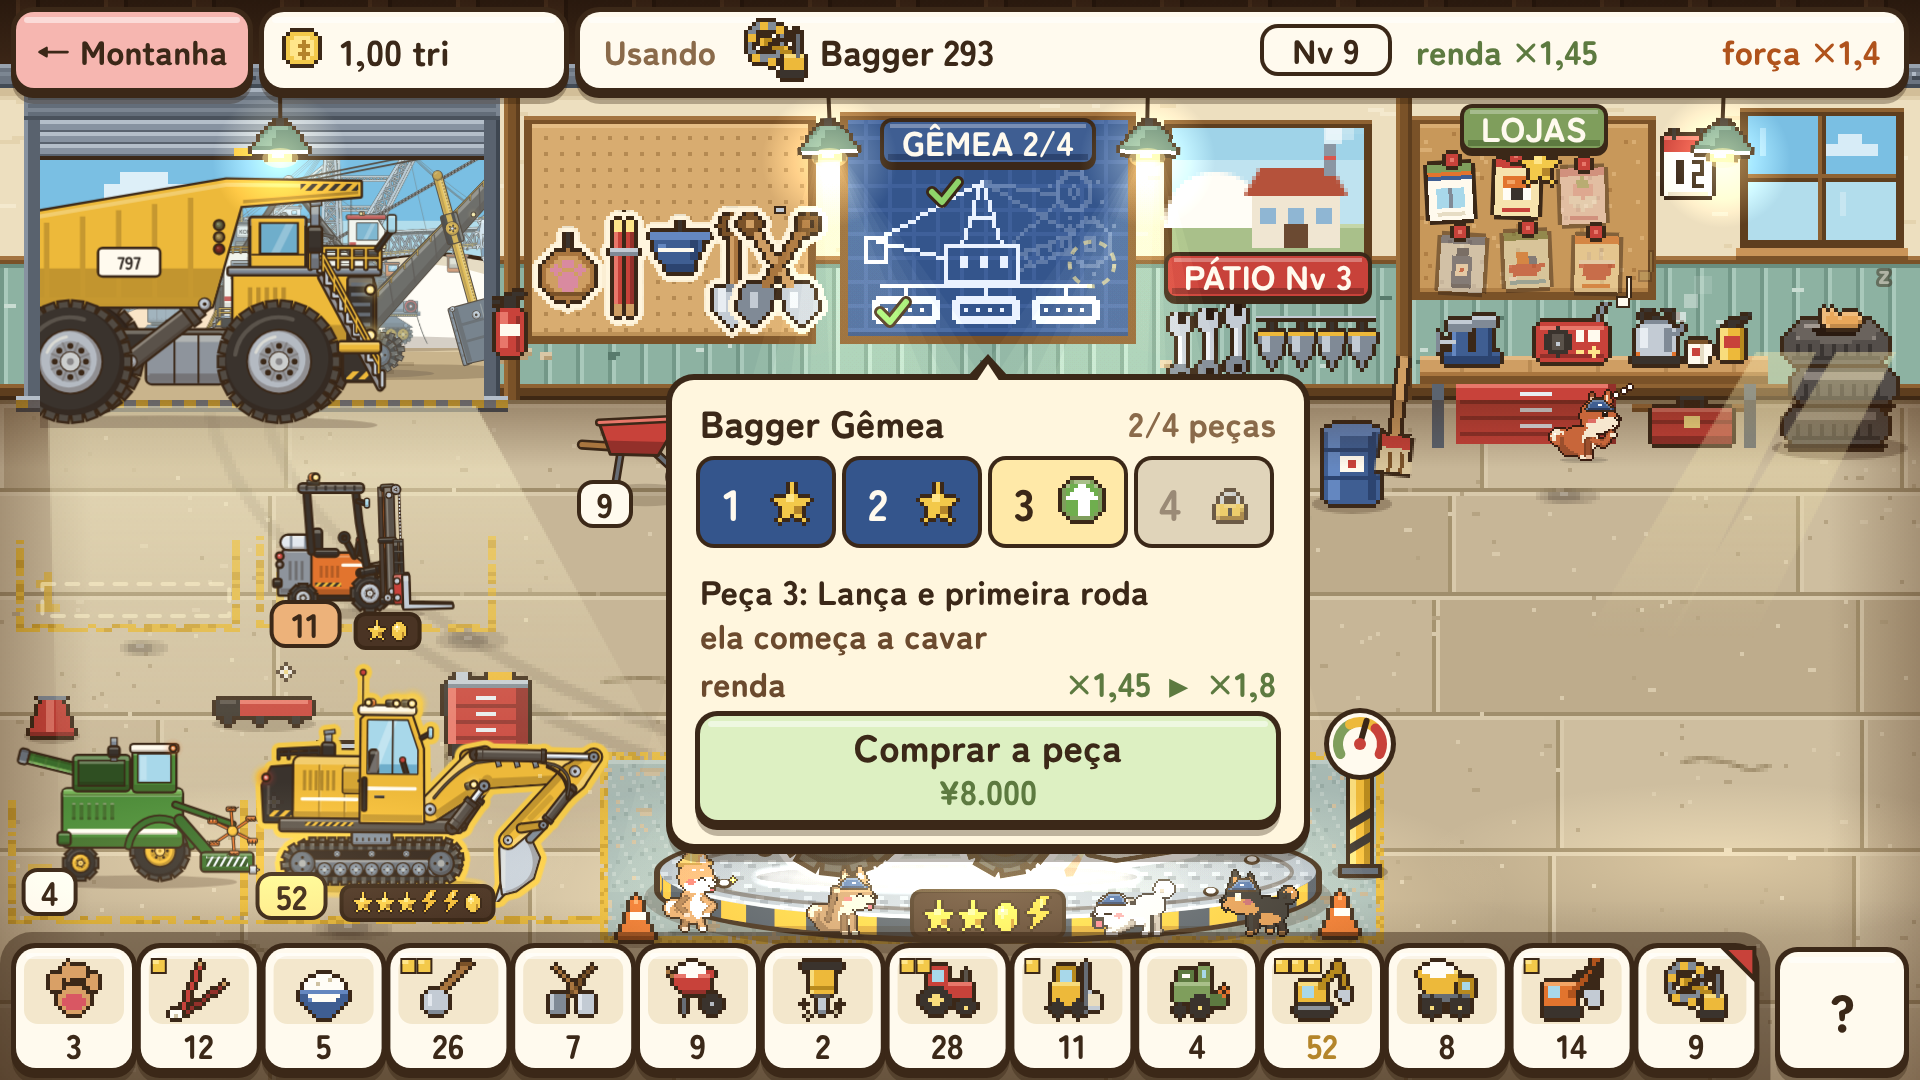 ← Montanha
1,00 tri
Usando
Bagger 293
Nv 9
renda ×1,45
força ×1,4
GÊMEA 2/4
LOJAS
12
797
PÁTIO Nv 3
z
Bagger Gêmea
2/4 peças
1
2
3
4
Peça 3: Lança e primeira roda
ela começa a cavar
renda
×1,45 ▶ ×1,8
Comprar a peça
¥8.000
9
11
4
52
3
12
5
26
7
9
2
28
11
4
52
8
14
9
?